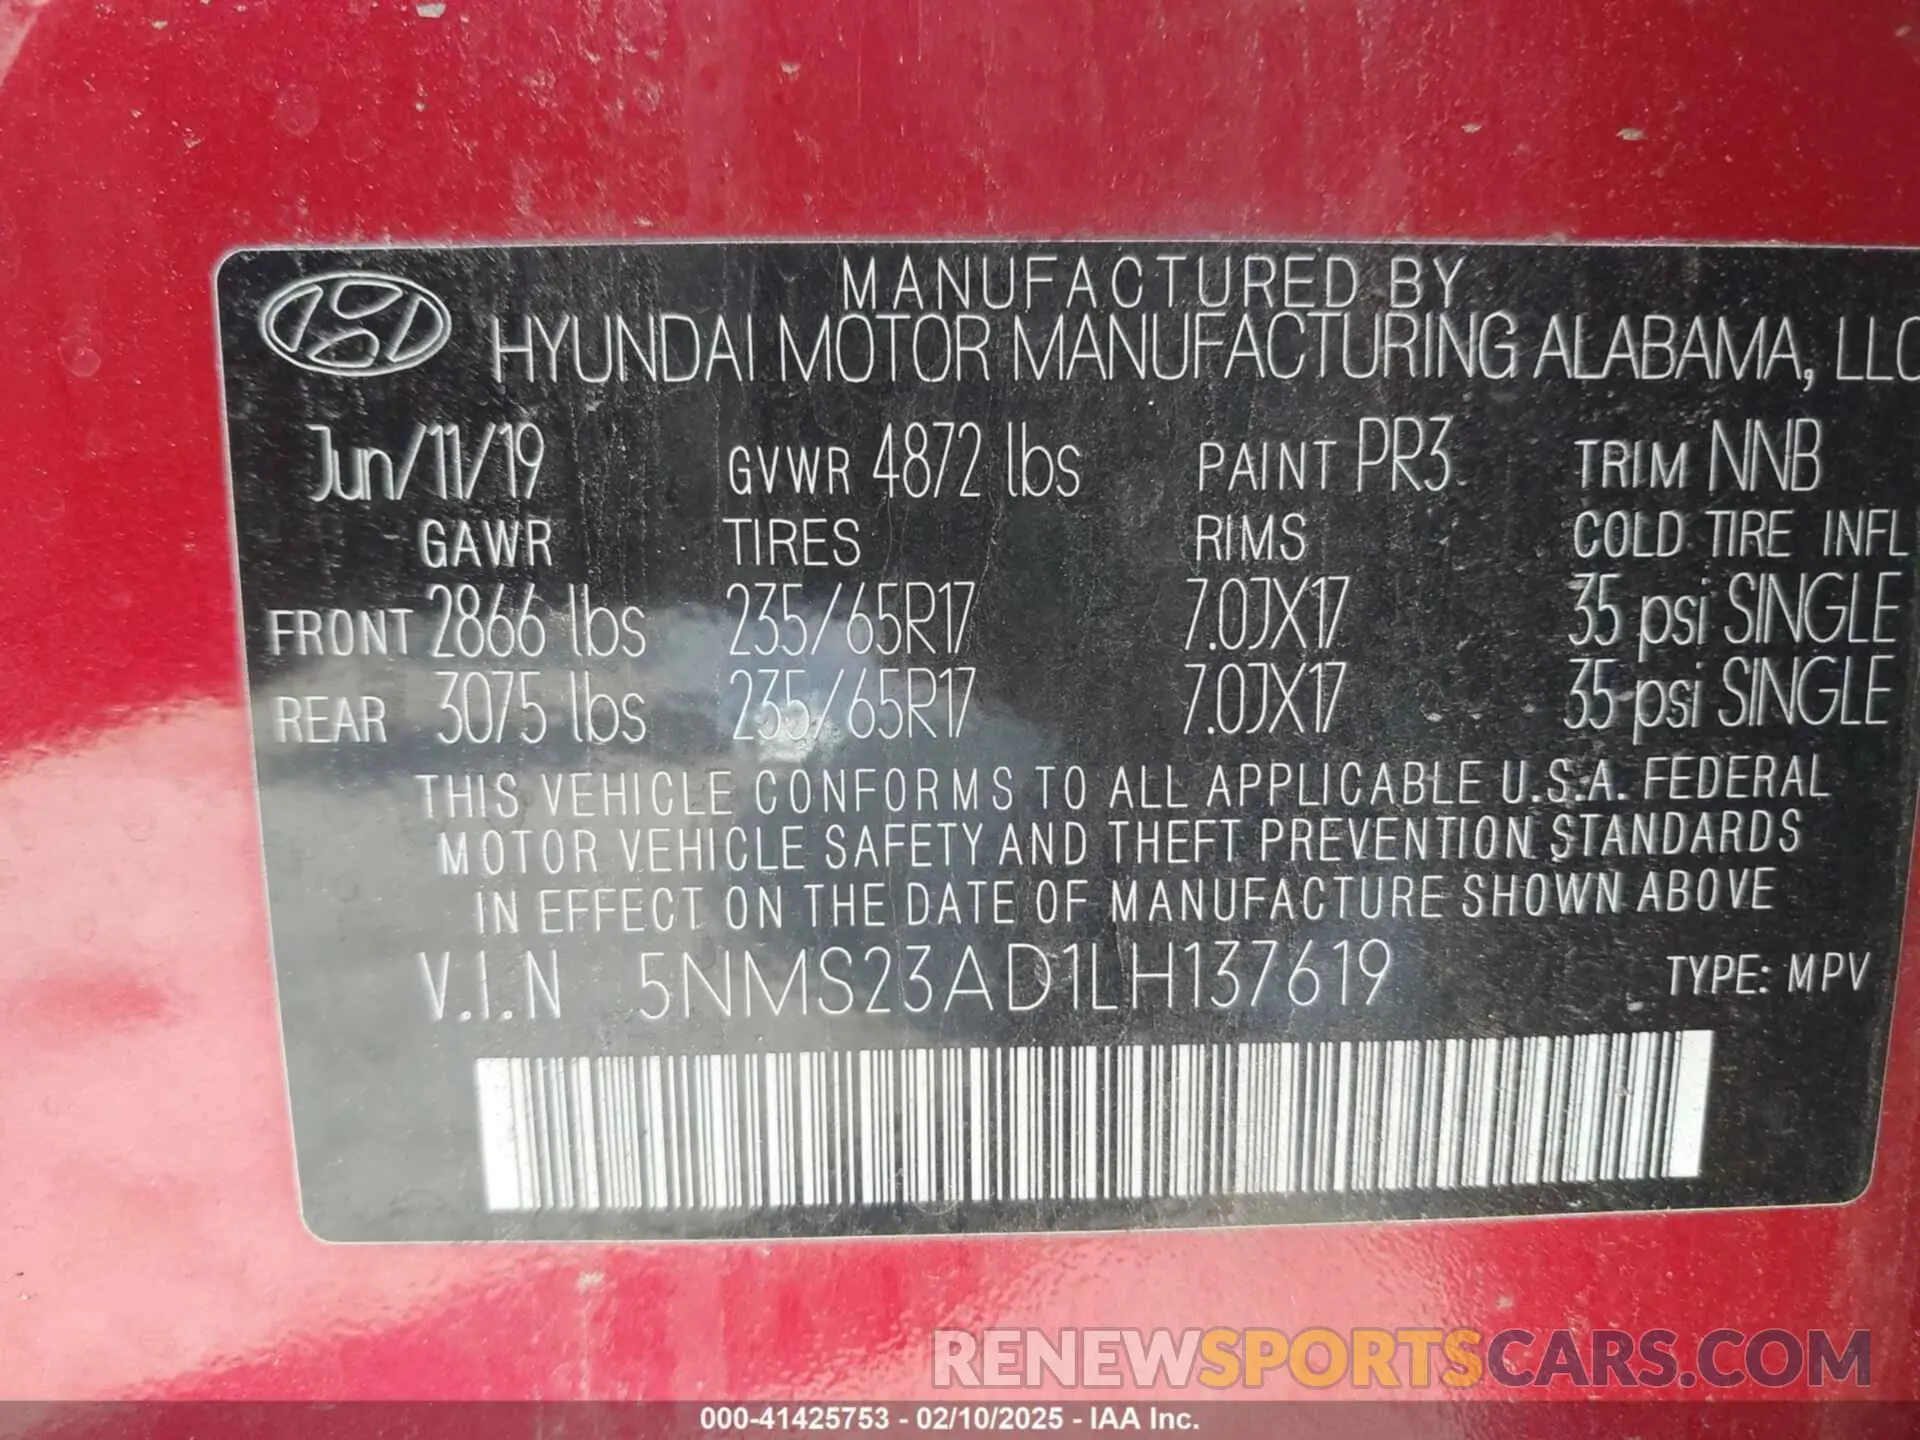 MANUFACTURED BY
HYUNDAI MOTOR MANUFACTURING ALABAMA, LLC
Jun/11/19 GVWR 4872 lbs PAINT PR3 TRIM NNB
GAWR TIRES RIMS COLD TIRE INFL
FRONT 2866 lbs 235/65R17 7.0JX17 35 psi SINGLE
REAR 3075 lbs 235/65R17 7.0JX17 35 psi SINGLE
THIS VEHICLE CONFORMS TO ALL APPLICABLE U.S.A. FEDERAL
MOTOR VEHICLE SAFETY AND THEFT PREVENTION STANDARDS
IN EFFECT ON THE DATE OF MANUFACTURE SHOWN ABOVE
V.I.N 5NMS23AD1LH137619 TYPE: MPV
RENEWSPORTSCARS.COM
000-41425753 - 02/10/2025 - IAA Inc.